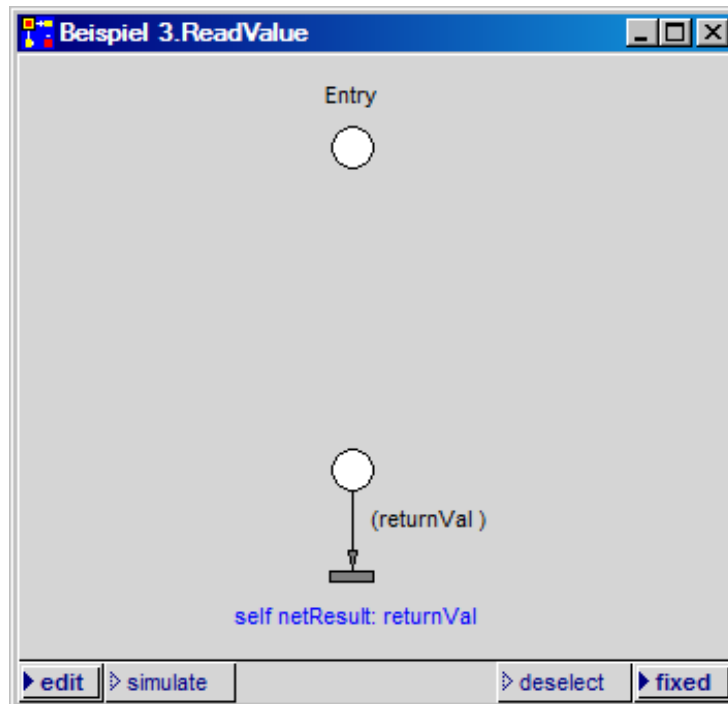 Beispiel 3.ReadValue
Entry
(returnVal )
self netResult: returnVal
edit simulate deselect fixed